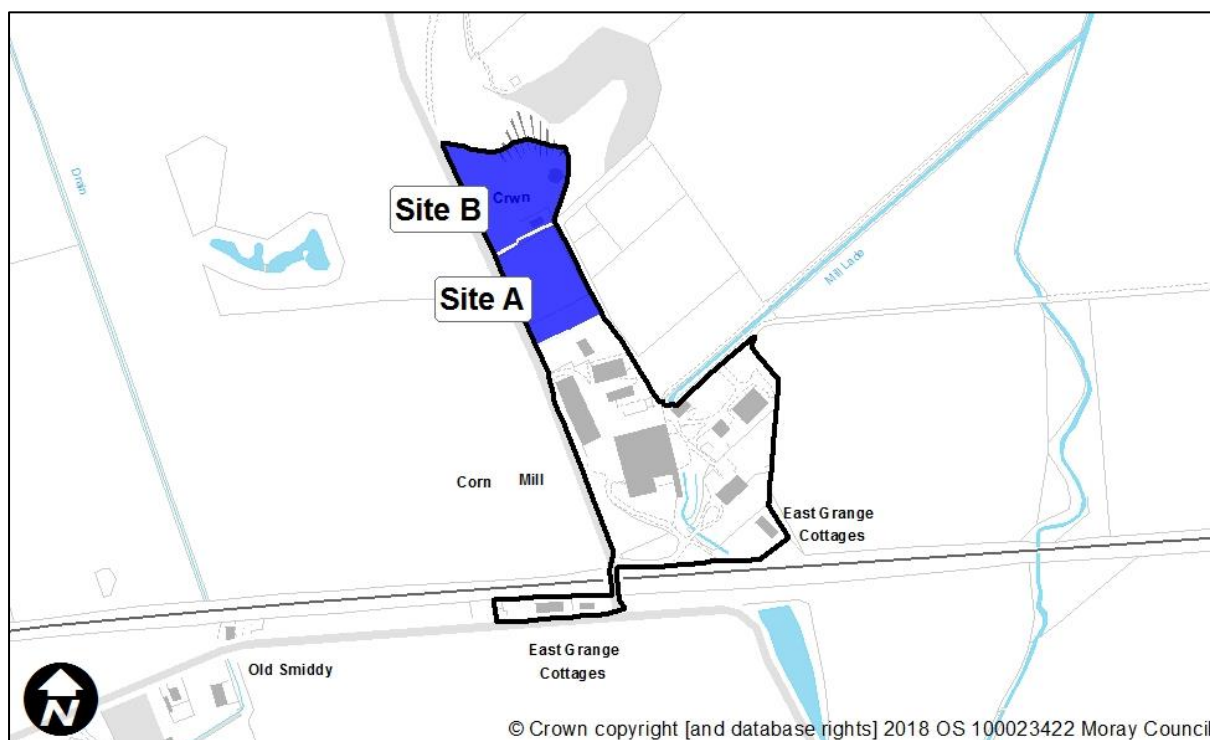 Drain
Crwn
Site B
Site A
Mill Lade
Corn Mill
East Grange
Cottages
East Grange
Cottages
Old Smiddy
N
© Crown copyright [and database rights] 2018 OS 100023422 Moray Council